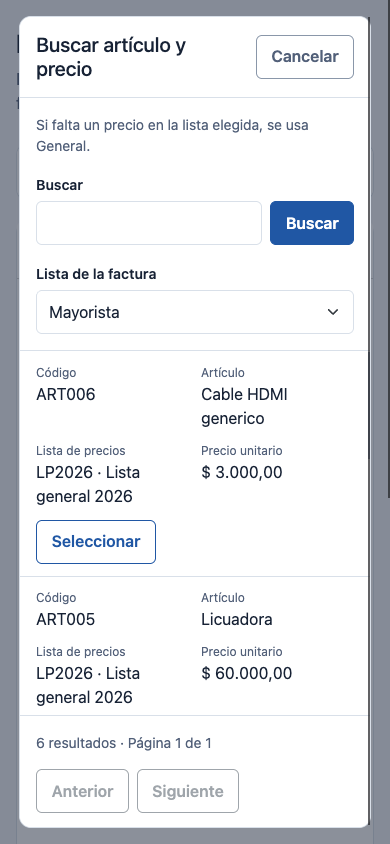 Buscar artículo y
precio
Cancelar
Si falta un precio en la lista elegida, se usa
General.
Buscar
Buscar
Lista de la factura
Mayorista
Código
Artículo
ART006
Cable HDMI
generico
Lista de precios
Precio unitario
LP2026 · Lista
general 2026
$ 3.000,00
Seleccionar
Código
Artículo
ART005
Licuadora
Lista de precios
Precio unitario
LP2026 · Lista
general 2026
$ 60.000,00
6 resultados · Página 1 de 1
Anterior
Siguiente